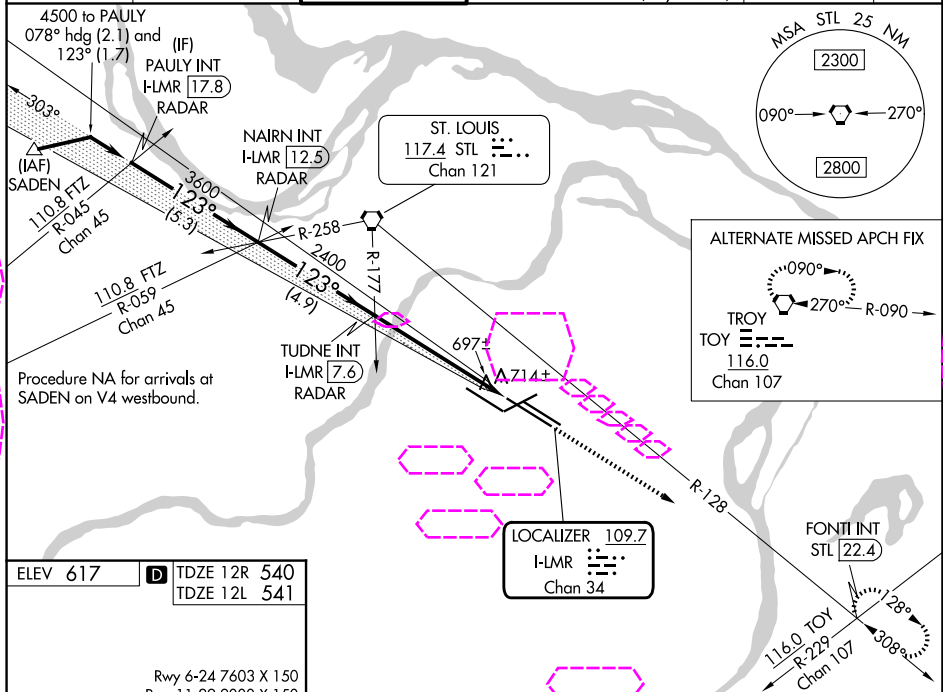 4500 to PAULY
078° hdg (2.1) and
123° (1.7)
(IF)
PAULY INT
I-LMR 17.8
RADAR
MSA STL 25 NM
2300
090°
270°
2800
303°
(IAF)
SADEN
NAIRN INT
I-LMR 12.5
RADAR
ST. LOUIS
117.4 STL
Chan 121
110.8 FTZ
R-045
Chan 45
3600
123°
(5.3)
R-258
2400
123°
(4.9)
R-177
110.8 FTZ
R-059
Chan 45
ALTERNATE MISSED APCH FIX
090°
270°
R-090
TROY
TOY
116.0
Chan 107
TUDNE INT
I-LMR 7.6
RADAR
697±
714±
Procedure NA for arrivals at
SADEN on V4 westbound.
R-128
LOCALIZER 109.7
I-LMR
Chan 34
FONTI INT
STL 22.4
128°
308°
116.0 TOY
R-229
Chan 107
ELEV 617
D
TDZE 12R 540
TDZE 12L 541
Rwy 6-24 7603 X 150